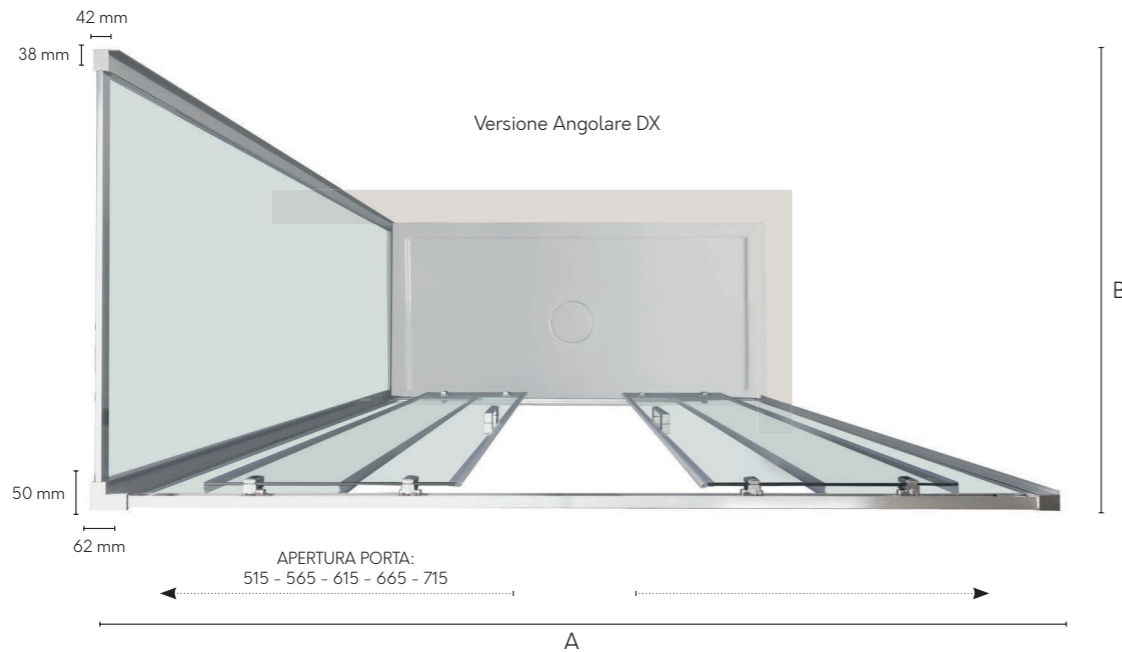 42 mm
38 mm
Versione Angolare DX
B
50 mm
62 mm
APERTURA PORTA:
515 - 565 - 615 - 665 - 715
A